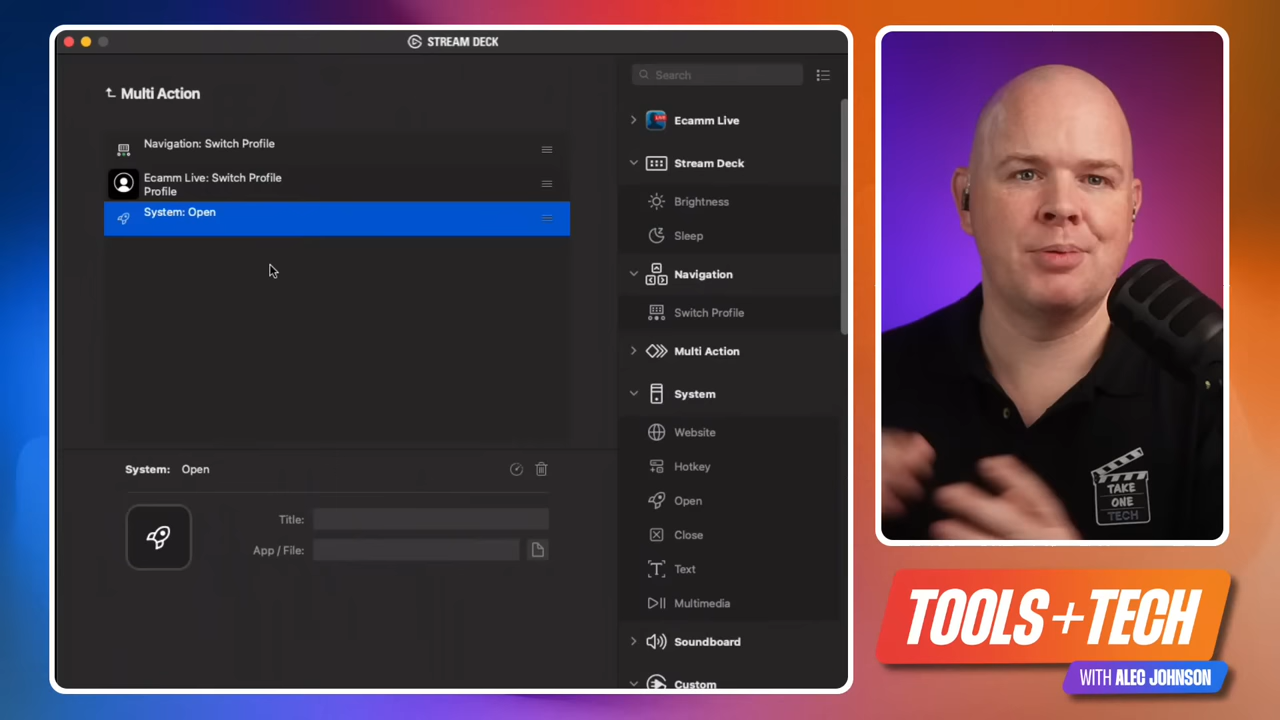 STREAM DECK
Multi Action
Navigation: Switch Profile
Ecamm Live: Switch Profile
Profile
System: Open
System: Open
Title:
App / File:
Search
LIVE
Ecamm Live
Stream Deck
Brightness
Sleep
Navigation
Switch Profile
Multi Action
System
Website
Hotkey
Open
Close
Text
Multimedia
Soundboard
Custom
TAKE
ONE
TECH
TOOLS+TECH
WITH ALEC JOHNSON